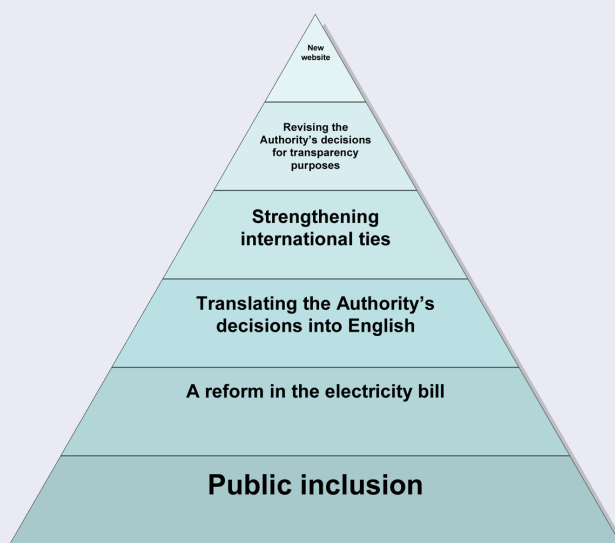 New
website
Revising the
Authority's decisions
for transparency
purposes
Strengthening
international ties
Translating the Authority's
decisions into English
A reform in the electricity bill
Public inclusion